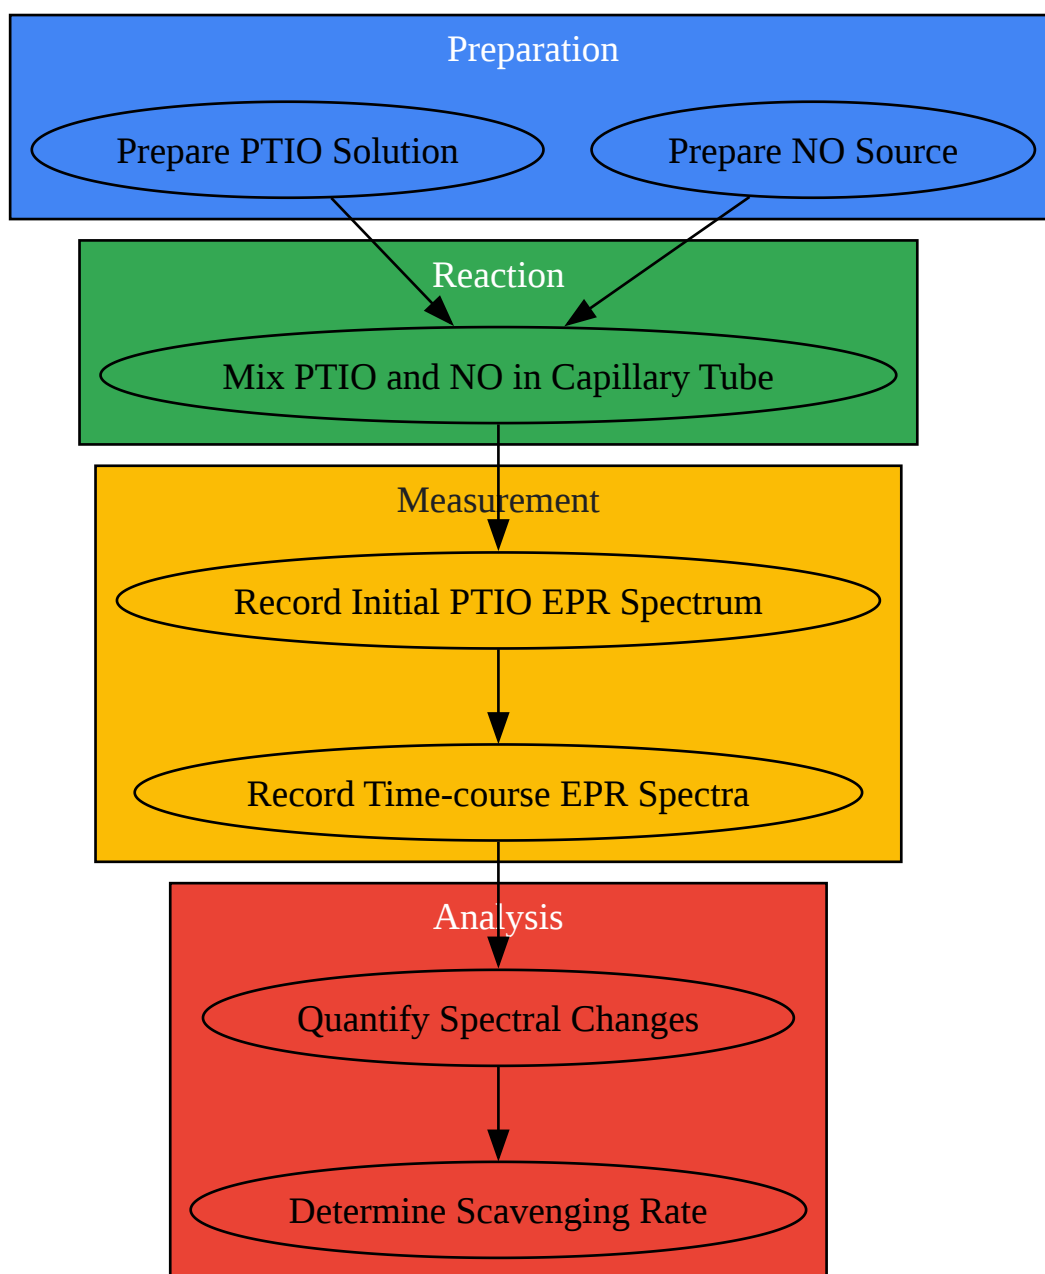 Preparation
Prepare PTIO Solution
Prepare NO Source
Reaction
Mix PTIO and NO in Capillary Tube
Measurement
Record Initial PTIO EPR Spectrum
Record Time-course EPR Spectra
Analysis
Quantify Spectral Changes
Determine Scavenging Rate